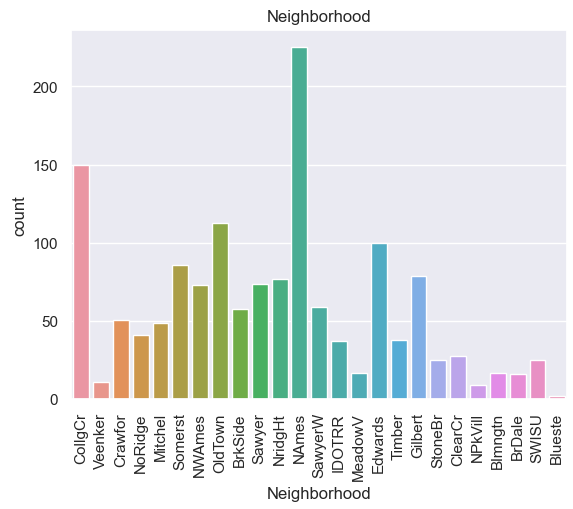 Neighborhood
200
150
100
50
0
count
CollgCr
Veenker
Crawfor
NoRidge
Mitchel
Somerst
NWAmes
OldTown
BrkSide
Sawyer
NridgHt
NAmes
SawyerW
IDOTRR
MeadowV
Edwards
Timber
Gilbert
StoneBr
ClearCr
NPkVill
Blmngtn
BrDale
SWISU
Blueste
Neighborhood